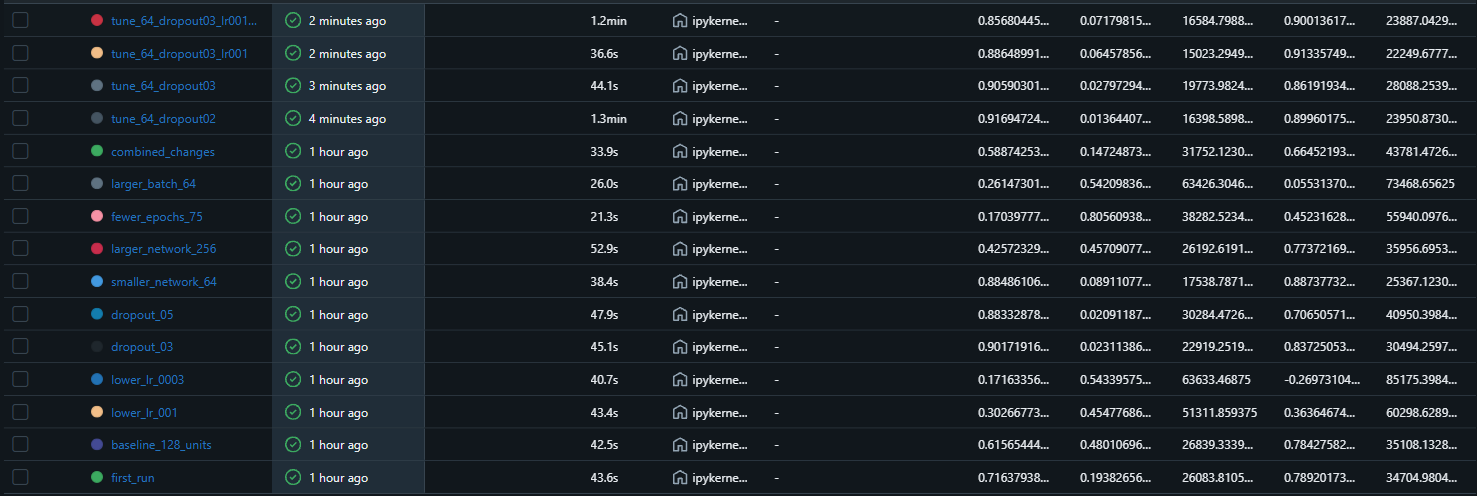 tune_64_dropout03_lr001... 2 minutes ago 1.2min ipykerne... - 0.85680445... 0.07179815... 16584.7988... 0.90013617... 23887.0429...
tune_64_dropout03_lr001 2 minutes ago 36.6s ipykerne... - 0.88648991... 0.06457856... 15023.2949... 0.91335749... 22249.6777...
tune_64_dropout03 3 minutes ago 44.1s ipykerne... - 0.90590301... 0.02797294... 19773.9824... 0.86191934... 28088.2539...
tune_64_dropout02 4 minutes ago 1.3min ipykerne... - 0.91694724... 0.01364407... 16398.5898... 0.89960175... 23950.8730...
combined_changes 1 hour ago 33.9s ipykerne... - 0.58874253... 0.14724873... 31752.1230... 0.66452193... 43781.4726...
larger_batch_64 1 hour ago 26.0s ipykerne... - 0.26147301... 0.54209836... 63426.3046... 0.05531370... 73468.65625
fewer_epochs_75 1 hour ago 21.3s ipykerne... - 0.17039777... 0.80560938... 38282.5234... 0.45231628... 55940.0976...
larger_network_256 1 hour ago 52.9s ipykerne... - 0.42572329... 0.45709077... 26192.6191... 0.77372169... 35956.6953...
smaller_network_64 1 hour ago 38.4s ipykerne... - 0.88486106... 0.08911077... 17538.7871... 0.88737732... 25367.1230...
dropout_05 1 hour ago 47.9s ipykerne... - 0.88332878... 0.02091187... 30284.4726... 0.70650571... 40950.3984...
dropout_03 1 hour ago 45.1s ipykerne... - 0.90171916... 0.02311386... 22919.2519... 0.83725053... 30494.2597...
lower_lr_0003 1 hour ago 40.7s ipykerne... - 0.17163356... 0.54339575... 63633.46875 -0.26973104... 85175.3984...
lower_lr_001 1 hour ago 43.4s ipykerne... - 0.30266773... 0.45477686... 51311.859375 0.36364674... 60298.6289...
baseline_128_units 1 hour ago 42.5s ipykerne... - 0.61565444... 0.48010696... 26839.3339... 0.78427582... 35108.1328...
first_run 1 hour ago 43.6s ipykerne... - 0.71637938... 0.19382656... 26083.8105... 0.78920173... 34704.9804...